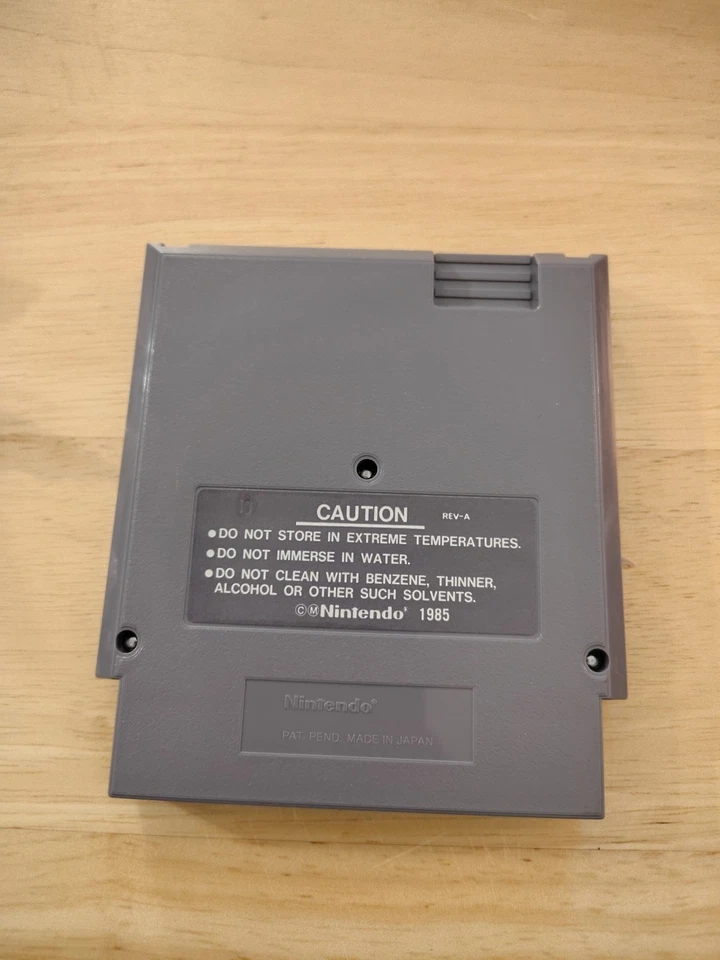 CAUTION REV-A
•DO NOT STORE IN EXTREME TEMPERATURES.
•DO NOT IMMERSE IN WATER.
•DO NOT CLEAN WITH BENZENE, THINNER,
ALCOHOL OR OTHER SUCH SOLVENTS.
©ⓂNintendo® 1985
Nintendo®
PAT. PEND. MADE IN JAPAN